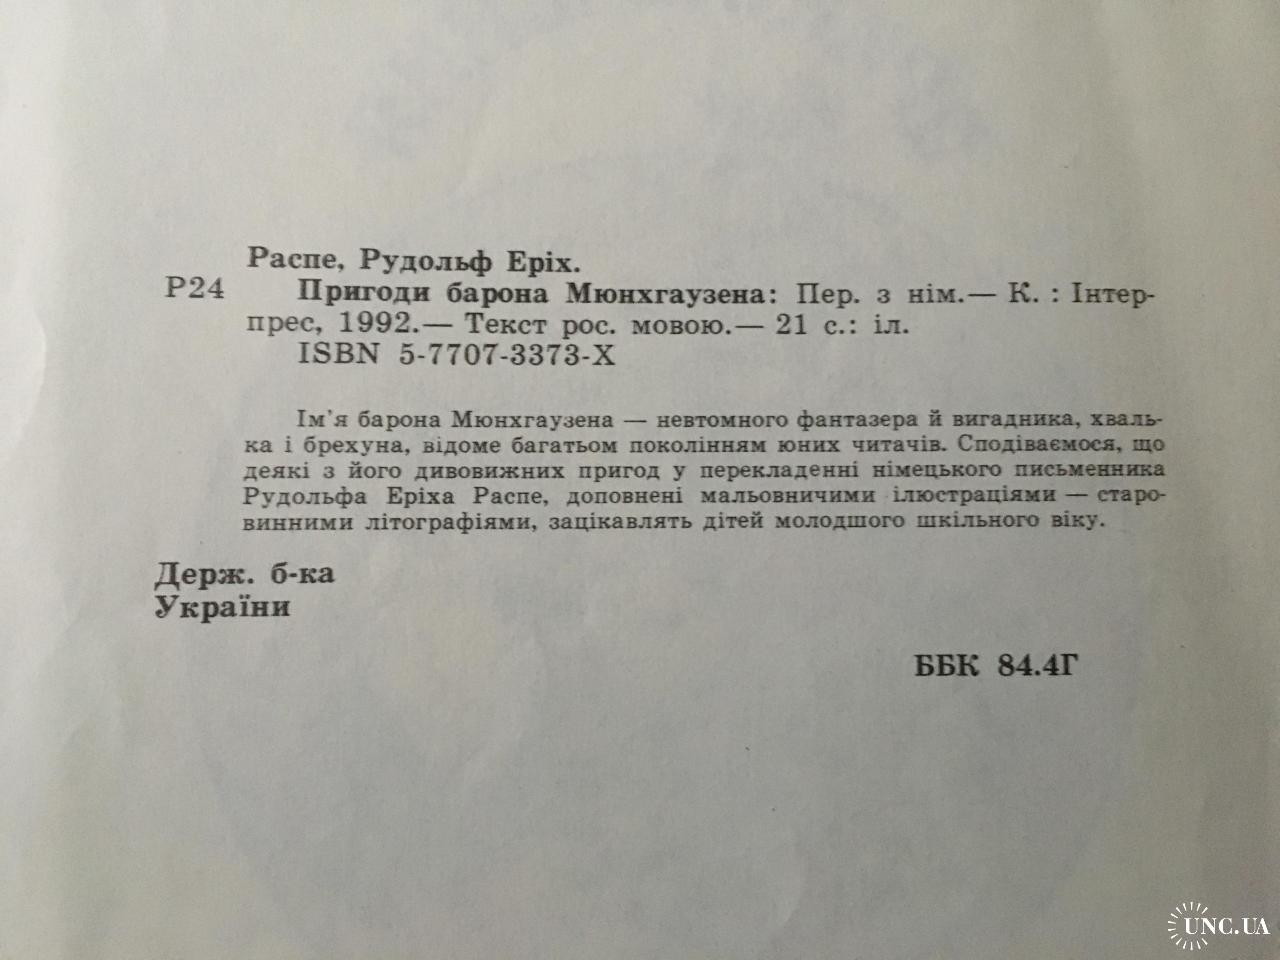 Распе, Рудольф Еріх.
Р24 Пригоди барона Мюнхгаузена: Пер. з нім.— К. : Інтер-
прес, 1992.— Текст рос. мовою.— 21 с.: іл.
ISBN 5-7707-3373-X
Ім'я барона Мюнхгаузена — невтомного фантазера й вигадника, хваль-
ка і брехуна, відоме багатьом поколінням юних читачів. Сподіваємося, що
деякі з його дивовижних пригод у перекладенні німецького письменника
Рудольфа Еріха Распе, доповнені мальовничими ілюстраціями — старо-
винними літографіями, зацікавлять дітей молодшого шкільного віку.
Держ. б-ка
України
ББК 84.4Г
UNC.UA